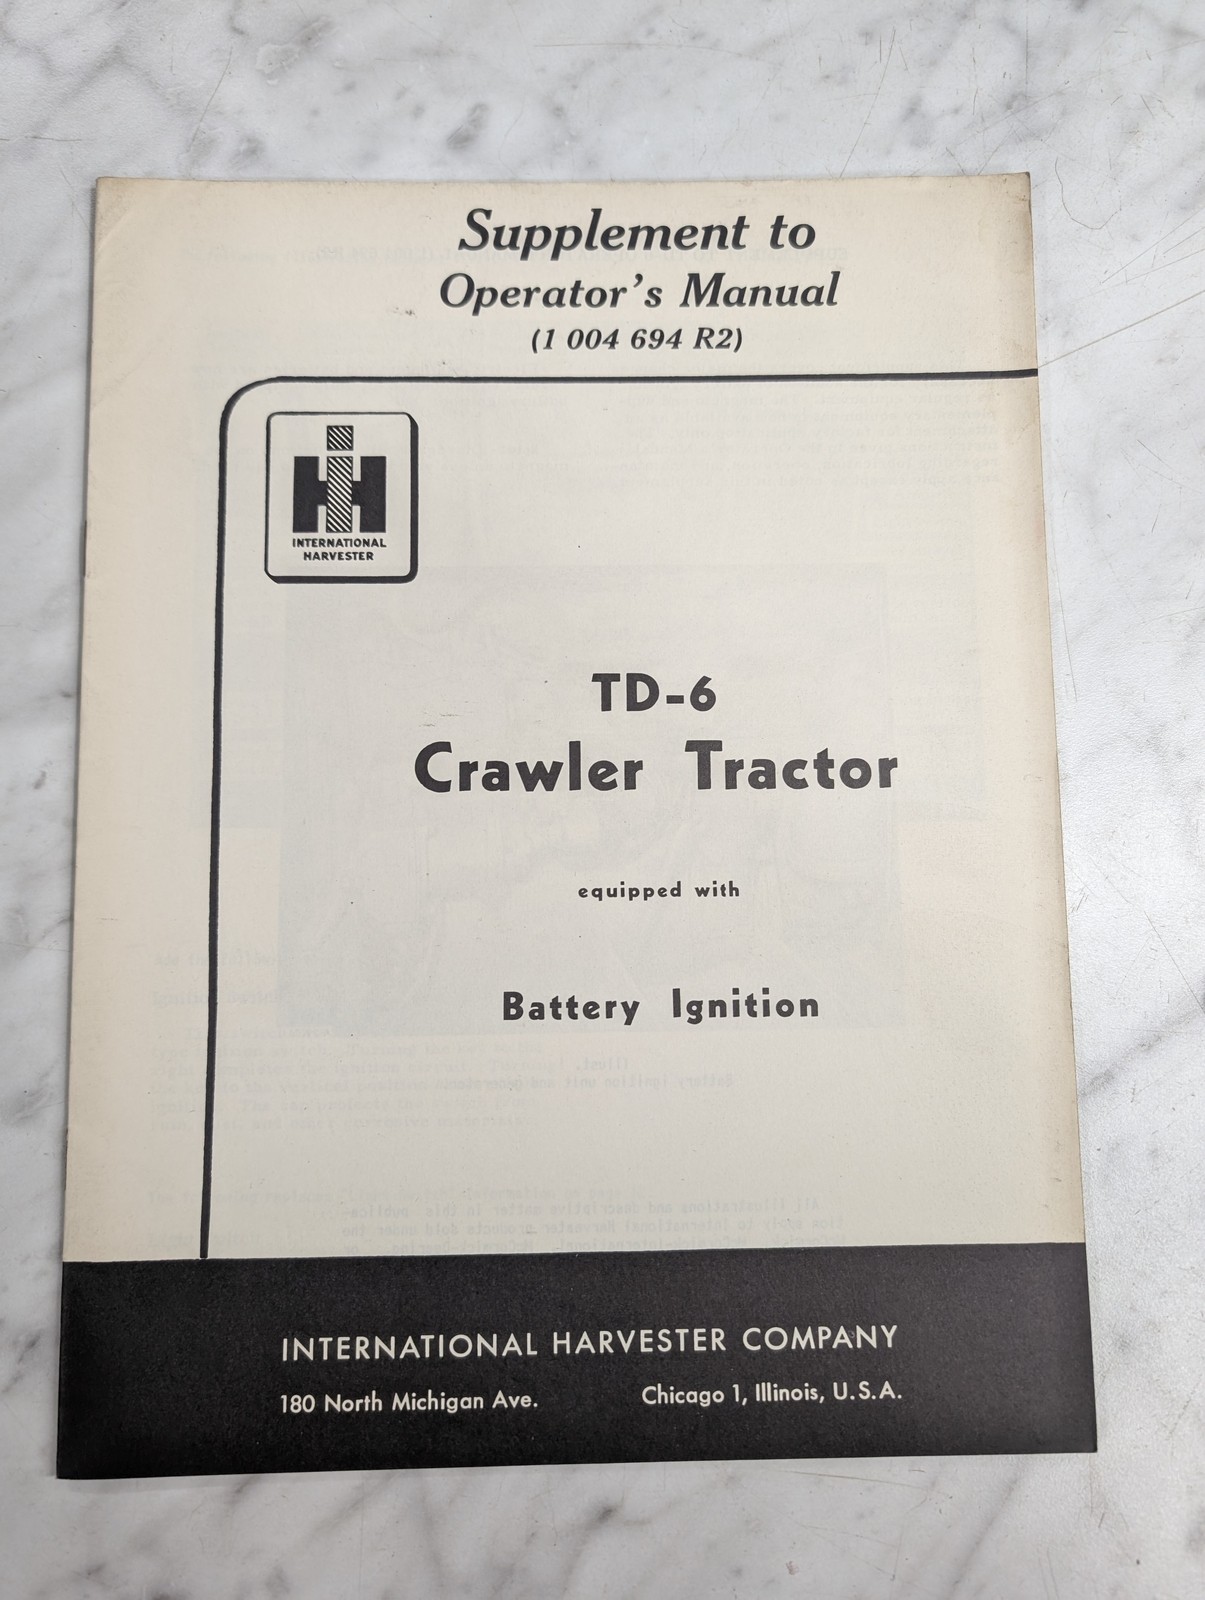 Supplement to
Operator's Manual
(1 004 694 R2)
INTERNATIONAL
HARVESTER
TD-6
Crawler Tractor
equipped with
Battery Ignition
INTERNATIONAL HARVESTER COMPANY
180 North Michigan Ave. Chicago 1, Illinois, U.S.A.